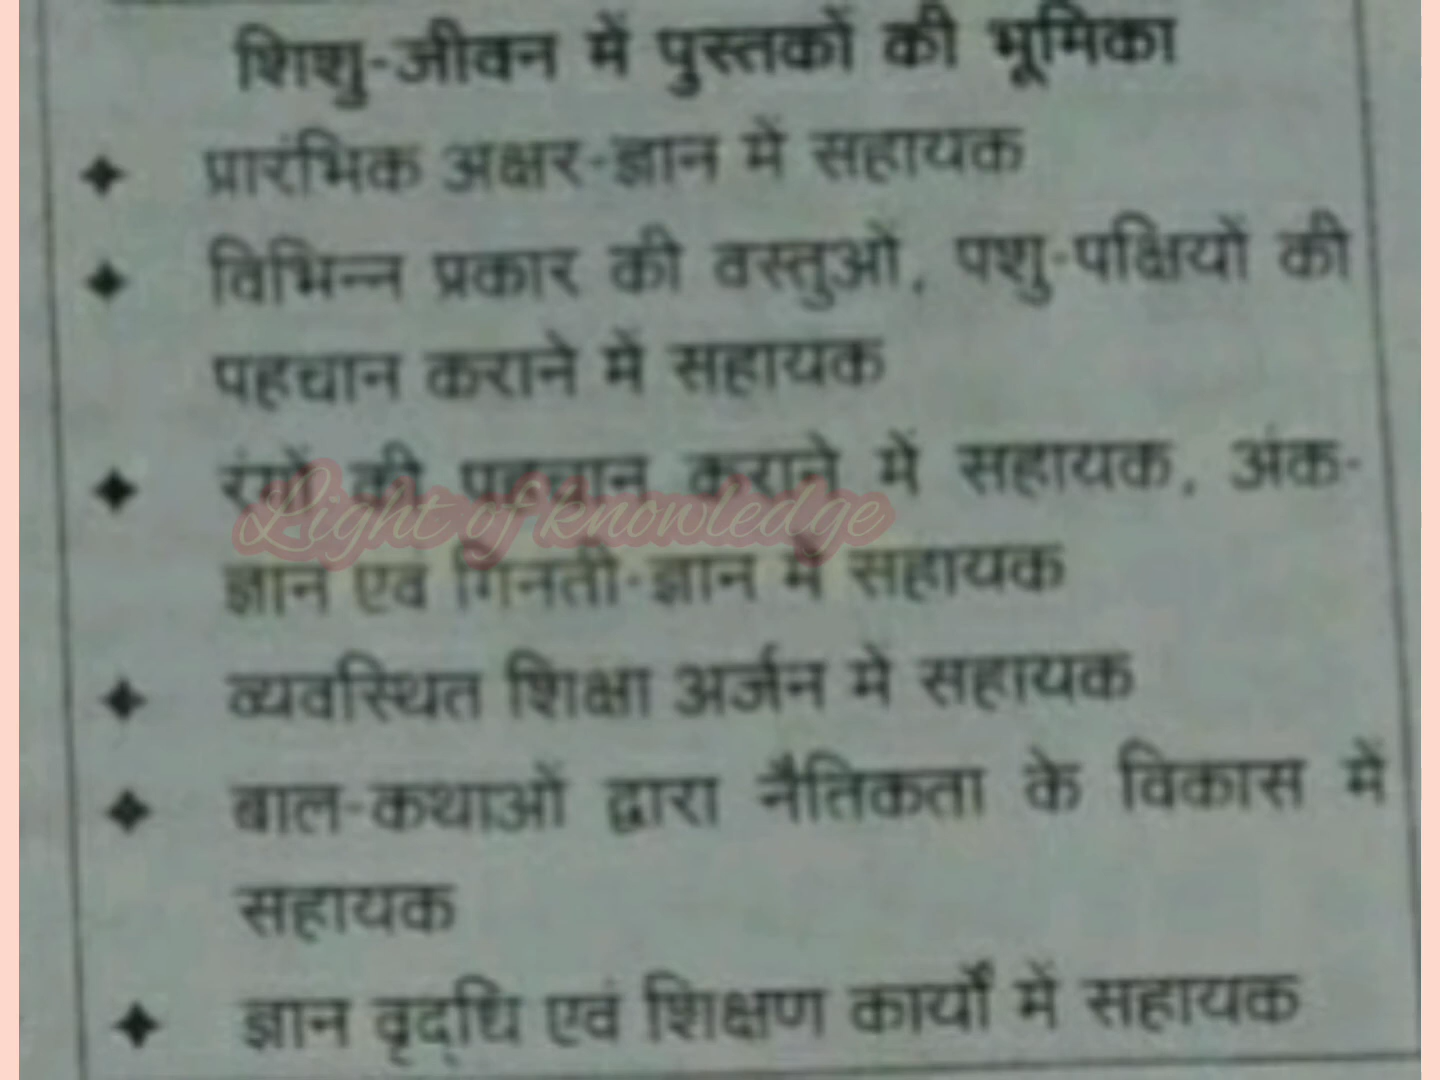 शिशु-जीवन में पुस्तकों की भूमिका
✦ प्रारंभिक अक्षर-ज्ञान में सहायक
✦ विभिन्न प्रकार की वस्तुओं, पशु-पक्षियों की
पहचान कराने में सहायक
✦ रंगों की पहचान कराने में सहायक, अंक-
ज्ञान एवं गिनती-ज्ञान में सहायक
Light of knowledge
✦ व्यवस्थित शिक्षा अर्जन में सहायक
✦ बाल-कथाओं द्वारा नैतिकता के विकास में
सहायक
✦ ज्ञान वृद्धि एवं शिक्षण कार्यों में सहायक